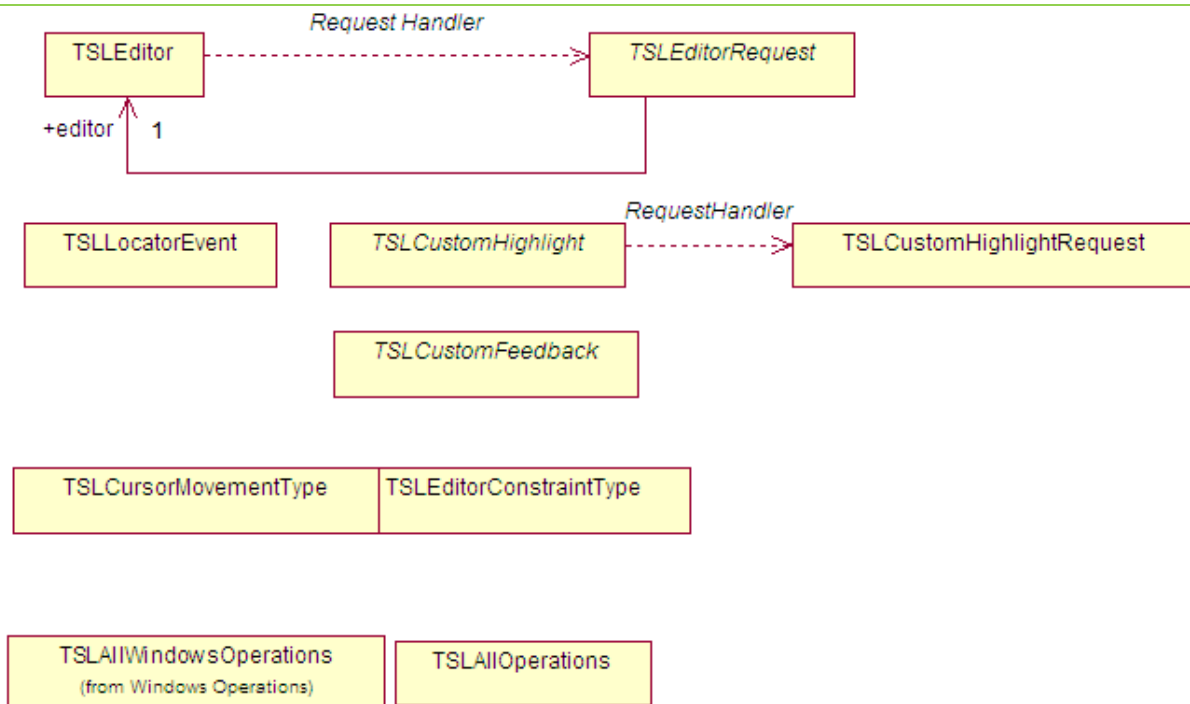 Request Handler
TSLEditor
TSLEditorRequest
+editor 1
RequestHandler
TSLLocatorEvent
TSLCustomHighlight
TSLCustomHighlightRequest
TSLCustomFeedback
TSLCursorMovementType
TSLEditorConstraintType
TSLAllWindowsOperations
(from Windows Operations)
TSLAllOperations